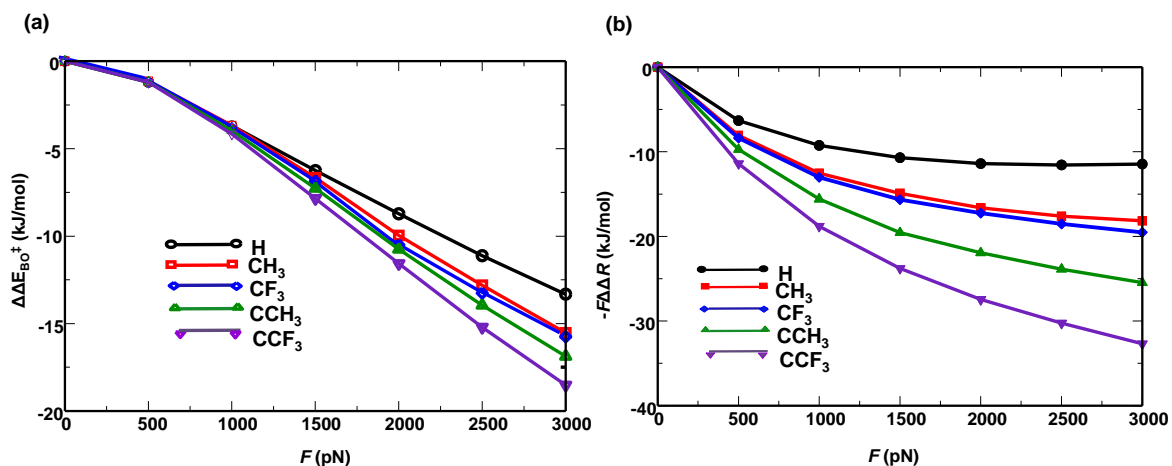 (a)
ΔΔE_BO‡ (kJ/mol)
0
-5
-10
-15
-20
H
CH₃
CF₃
CCH₃
CCF₃
0 500 1000 1500 2000 2500 3000
F (pN)
(b)
-FΔΔR (kJ/mol)
0
-10
-20
-30
-40
H
CH₃
CF₃
CCH₃
CCF₃
0 500 1000 1500 2000 2500 3000
F (pN)